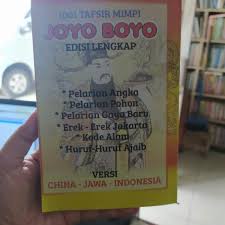 1001 TAFSIR MIMPI
JOYO BOYO
EDISI LENGKAP
* Pelarian Angka
* Pelarian Pohon
* Pelarian Gaya Baru
* Erek - Erek Jakarta
* Kode Alam
* Huruf-Huruf Ajaib
VERSI
CHINA - JAWA - INDONESIA